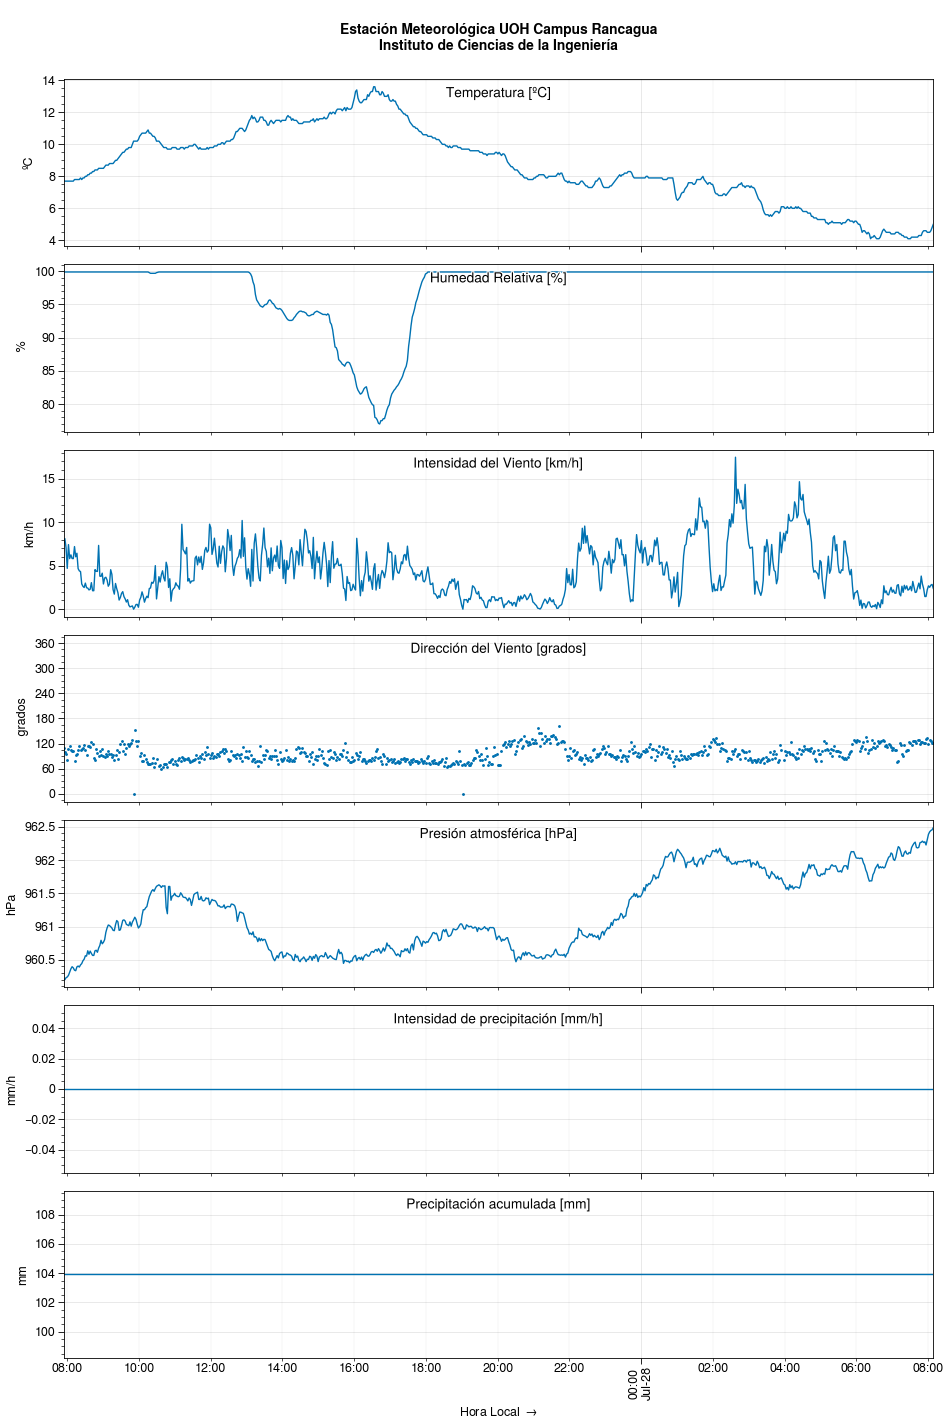 Estación Meteorológica UOH Campus Rancagua
Instituto de Ciencias de la Ingeniería
Temperatura [ºC]
ºC
14
12
10
8
6
4
Humedad Relativa [%]
%
100
95
90
85
80
Intensidad del Viento [km/h]
km/h
15
10
5
0
Dirección del Viento [grados]
grados
360
300
240
180
120
60
0
Presión atmosférica [hPa]
hPa
962.5
962
961.5
961
960.5
Intensidad de precipitación [mm/h]
mm/h
0.04
0.02
0
−0.02
−0.04
Precipitación acumulada [mm]
mm
108
106
104
102
100
08:00 10:00 12:00 14:00 16:00 18:00 20:00 22:00 00:00 02:00 04:00 06:00 08:00
Jul-28
Hora Local →